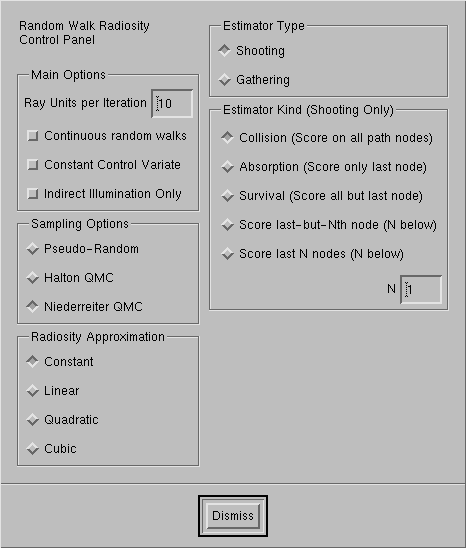 Random Walk Radiosity
Control Panel
Main Options
Ray Units per Iteration 10
Continuous random walks
Constant Control Variate
Indirect Illumination Only
Sampling Options
Pseudo-Random
Halton QMC
Niederreiter QMC
Radiosity Approximation
Constant
Linear
Quadratic
Cubic
Estimator Type
Shooting
Gathering
Estimator Kind (Shooting Only)
Collision (Score on all path nodes)
Absorption (Score only last node)
Survival (Score all but last node)
Score last-but-Nth node (N below)
Score last N nodes (N below)
N 1
Dismiss